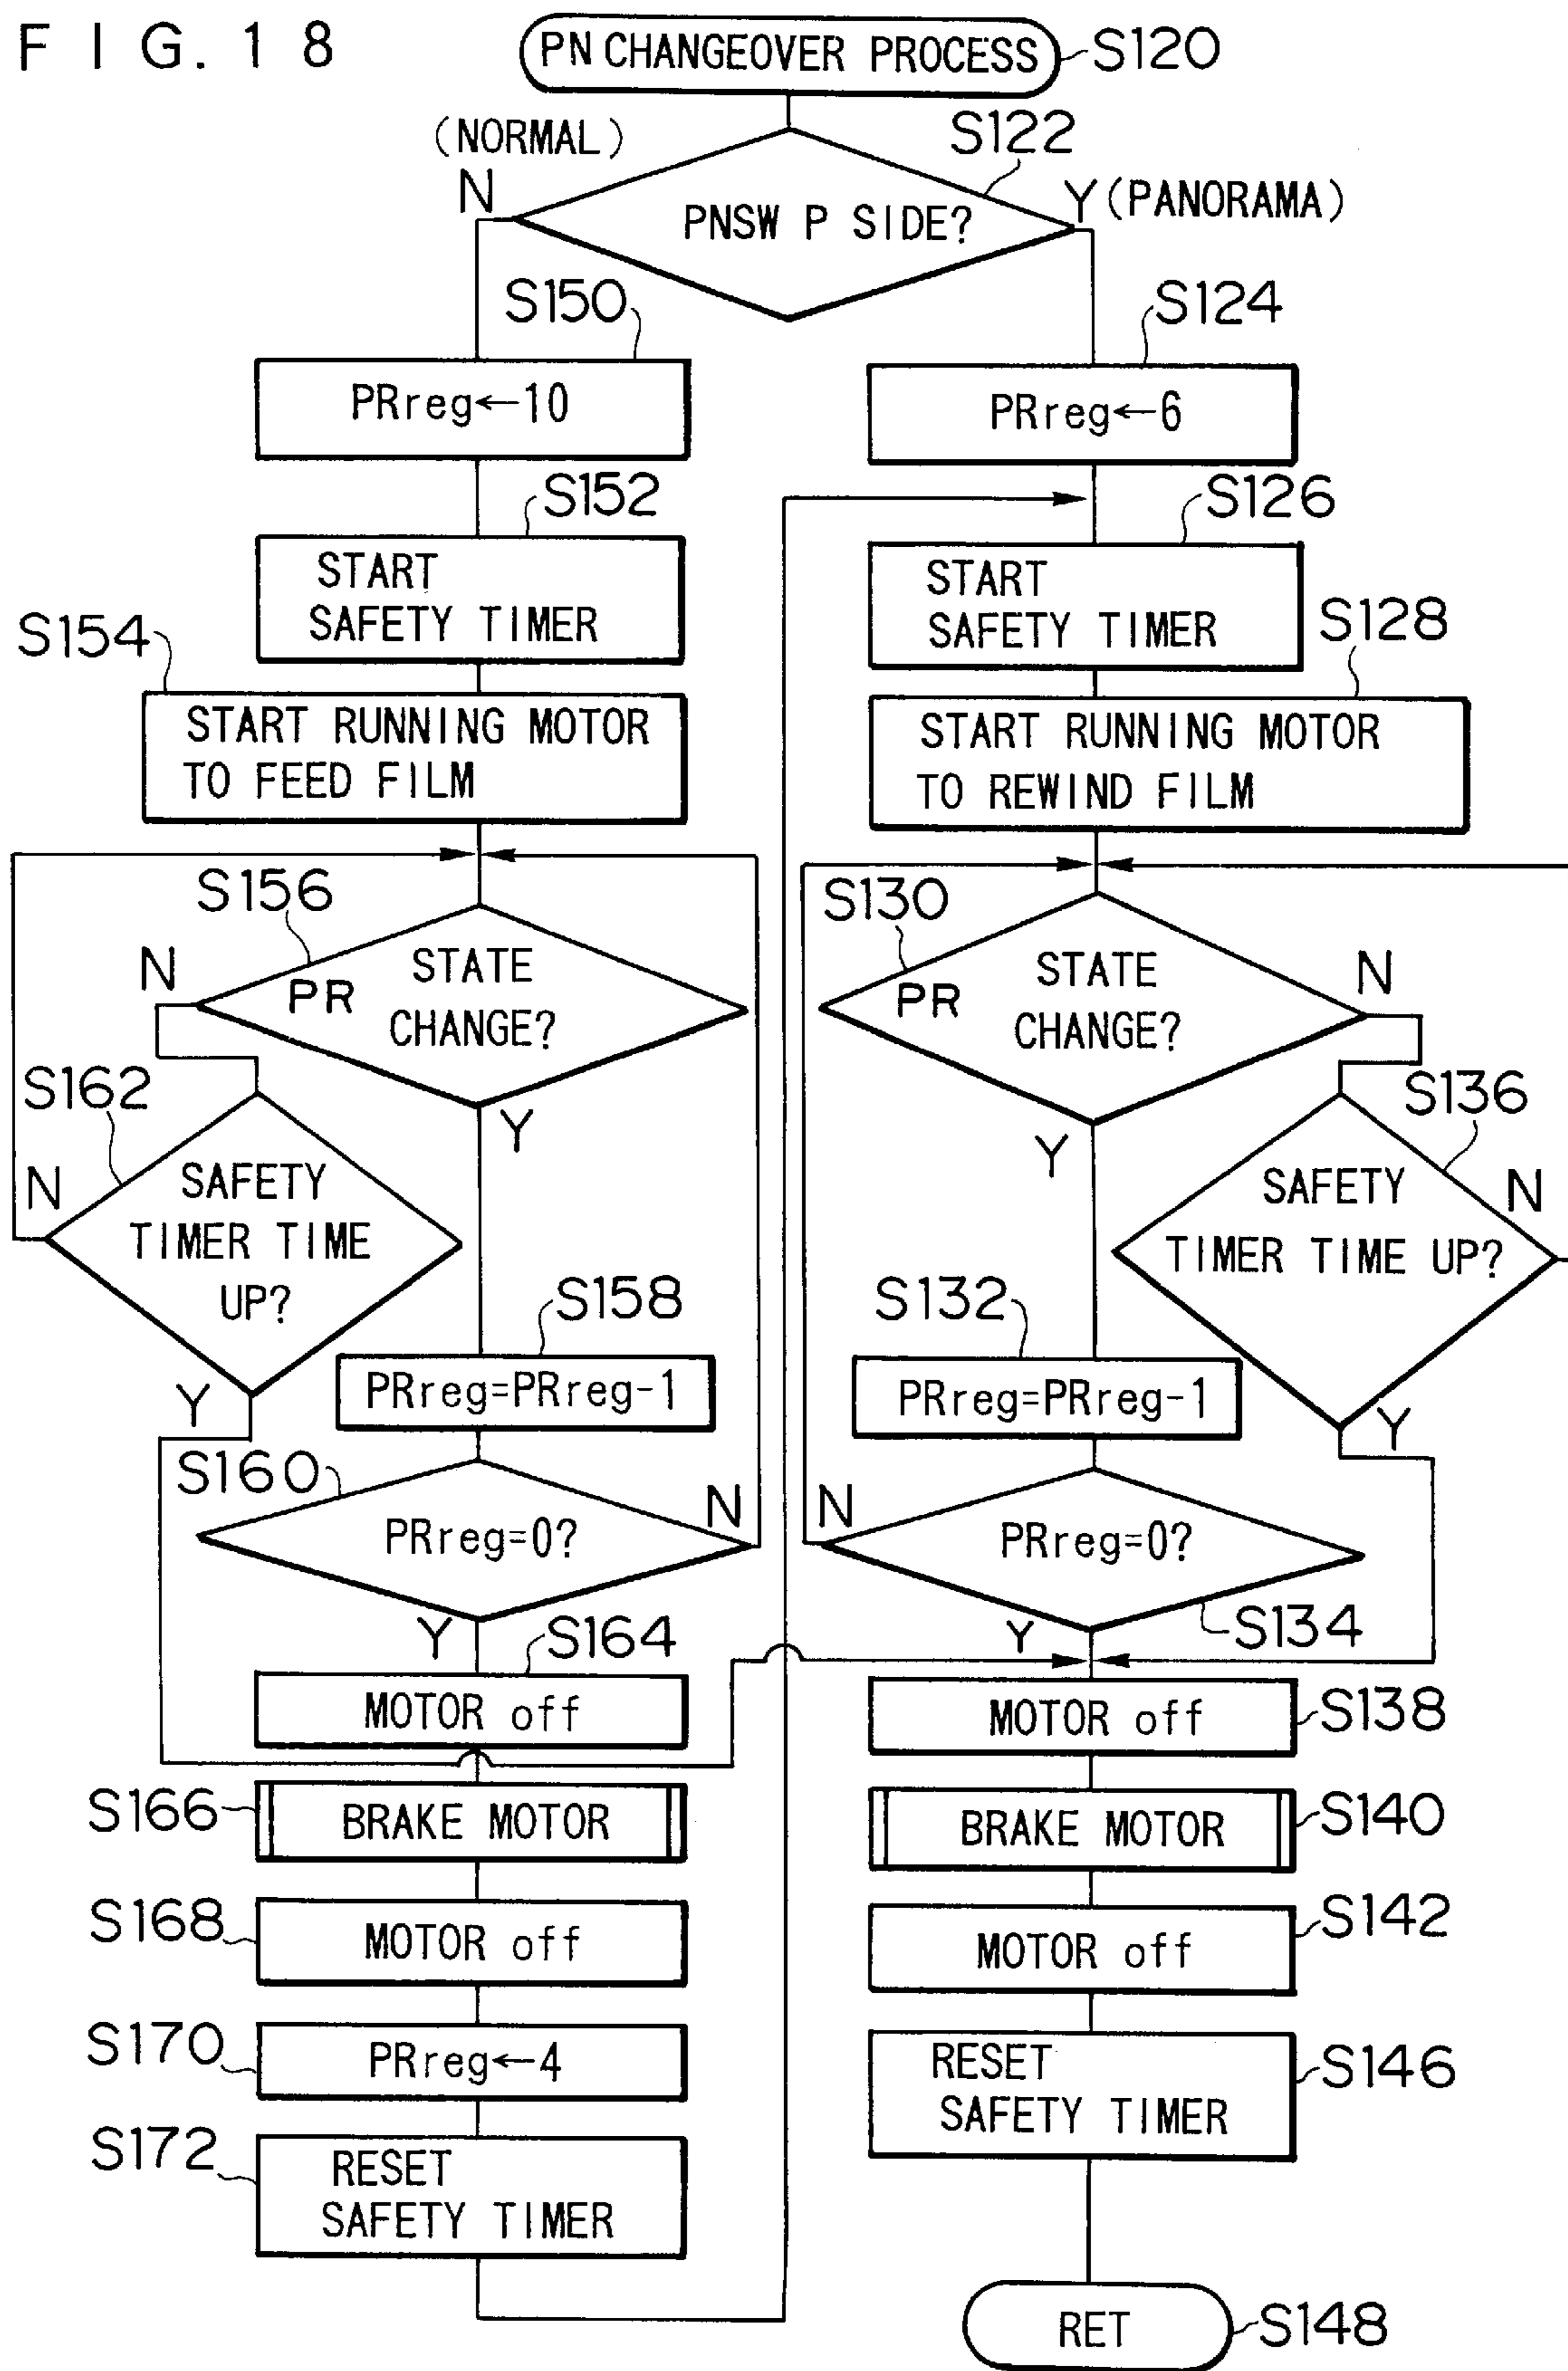 FIG. 18
PN CHANGEOVER PROCESS
S120
(NORMAL)
S122
N
Y (PANORAMA)
PNSW P SIDE?
S150
S124
PRreg←10
PRreg←6
S152
S126
START
SAFETY TIMER
START
SAFETY TIMER
S154
S128
START RUNNING MOTOR
TO FEED FILM
START RUNNING MOTOR
TO REWIND FILM
S156
S130
N
PR
STATE
CHANGE?
PR
STATE
CHANGE?
N
S162
Y
Y
S136
N
SAFETY
TIMER TIME
UP?
SAFETY
TIMER TIME UP?
N
S158
S132
Y
PRreg=PRreg-1
PRreg=PRreg-1
Y
S160
N
N
PRreg=0?
PRreg=0?
Y
S164
Y
S134
MOTOR off
MOTOR off
S138
S166
BRAKE MOTOR
BRAKE MOTOR
S140
S168
MOTOR off
MOTOR off
S142
S170
PRreg←4
RESET
SAFETY TIMER
S146
S172
RESET
SAFETY TIMER
RET
S148